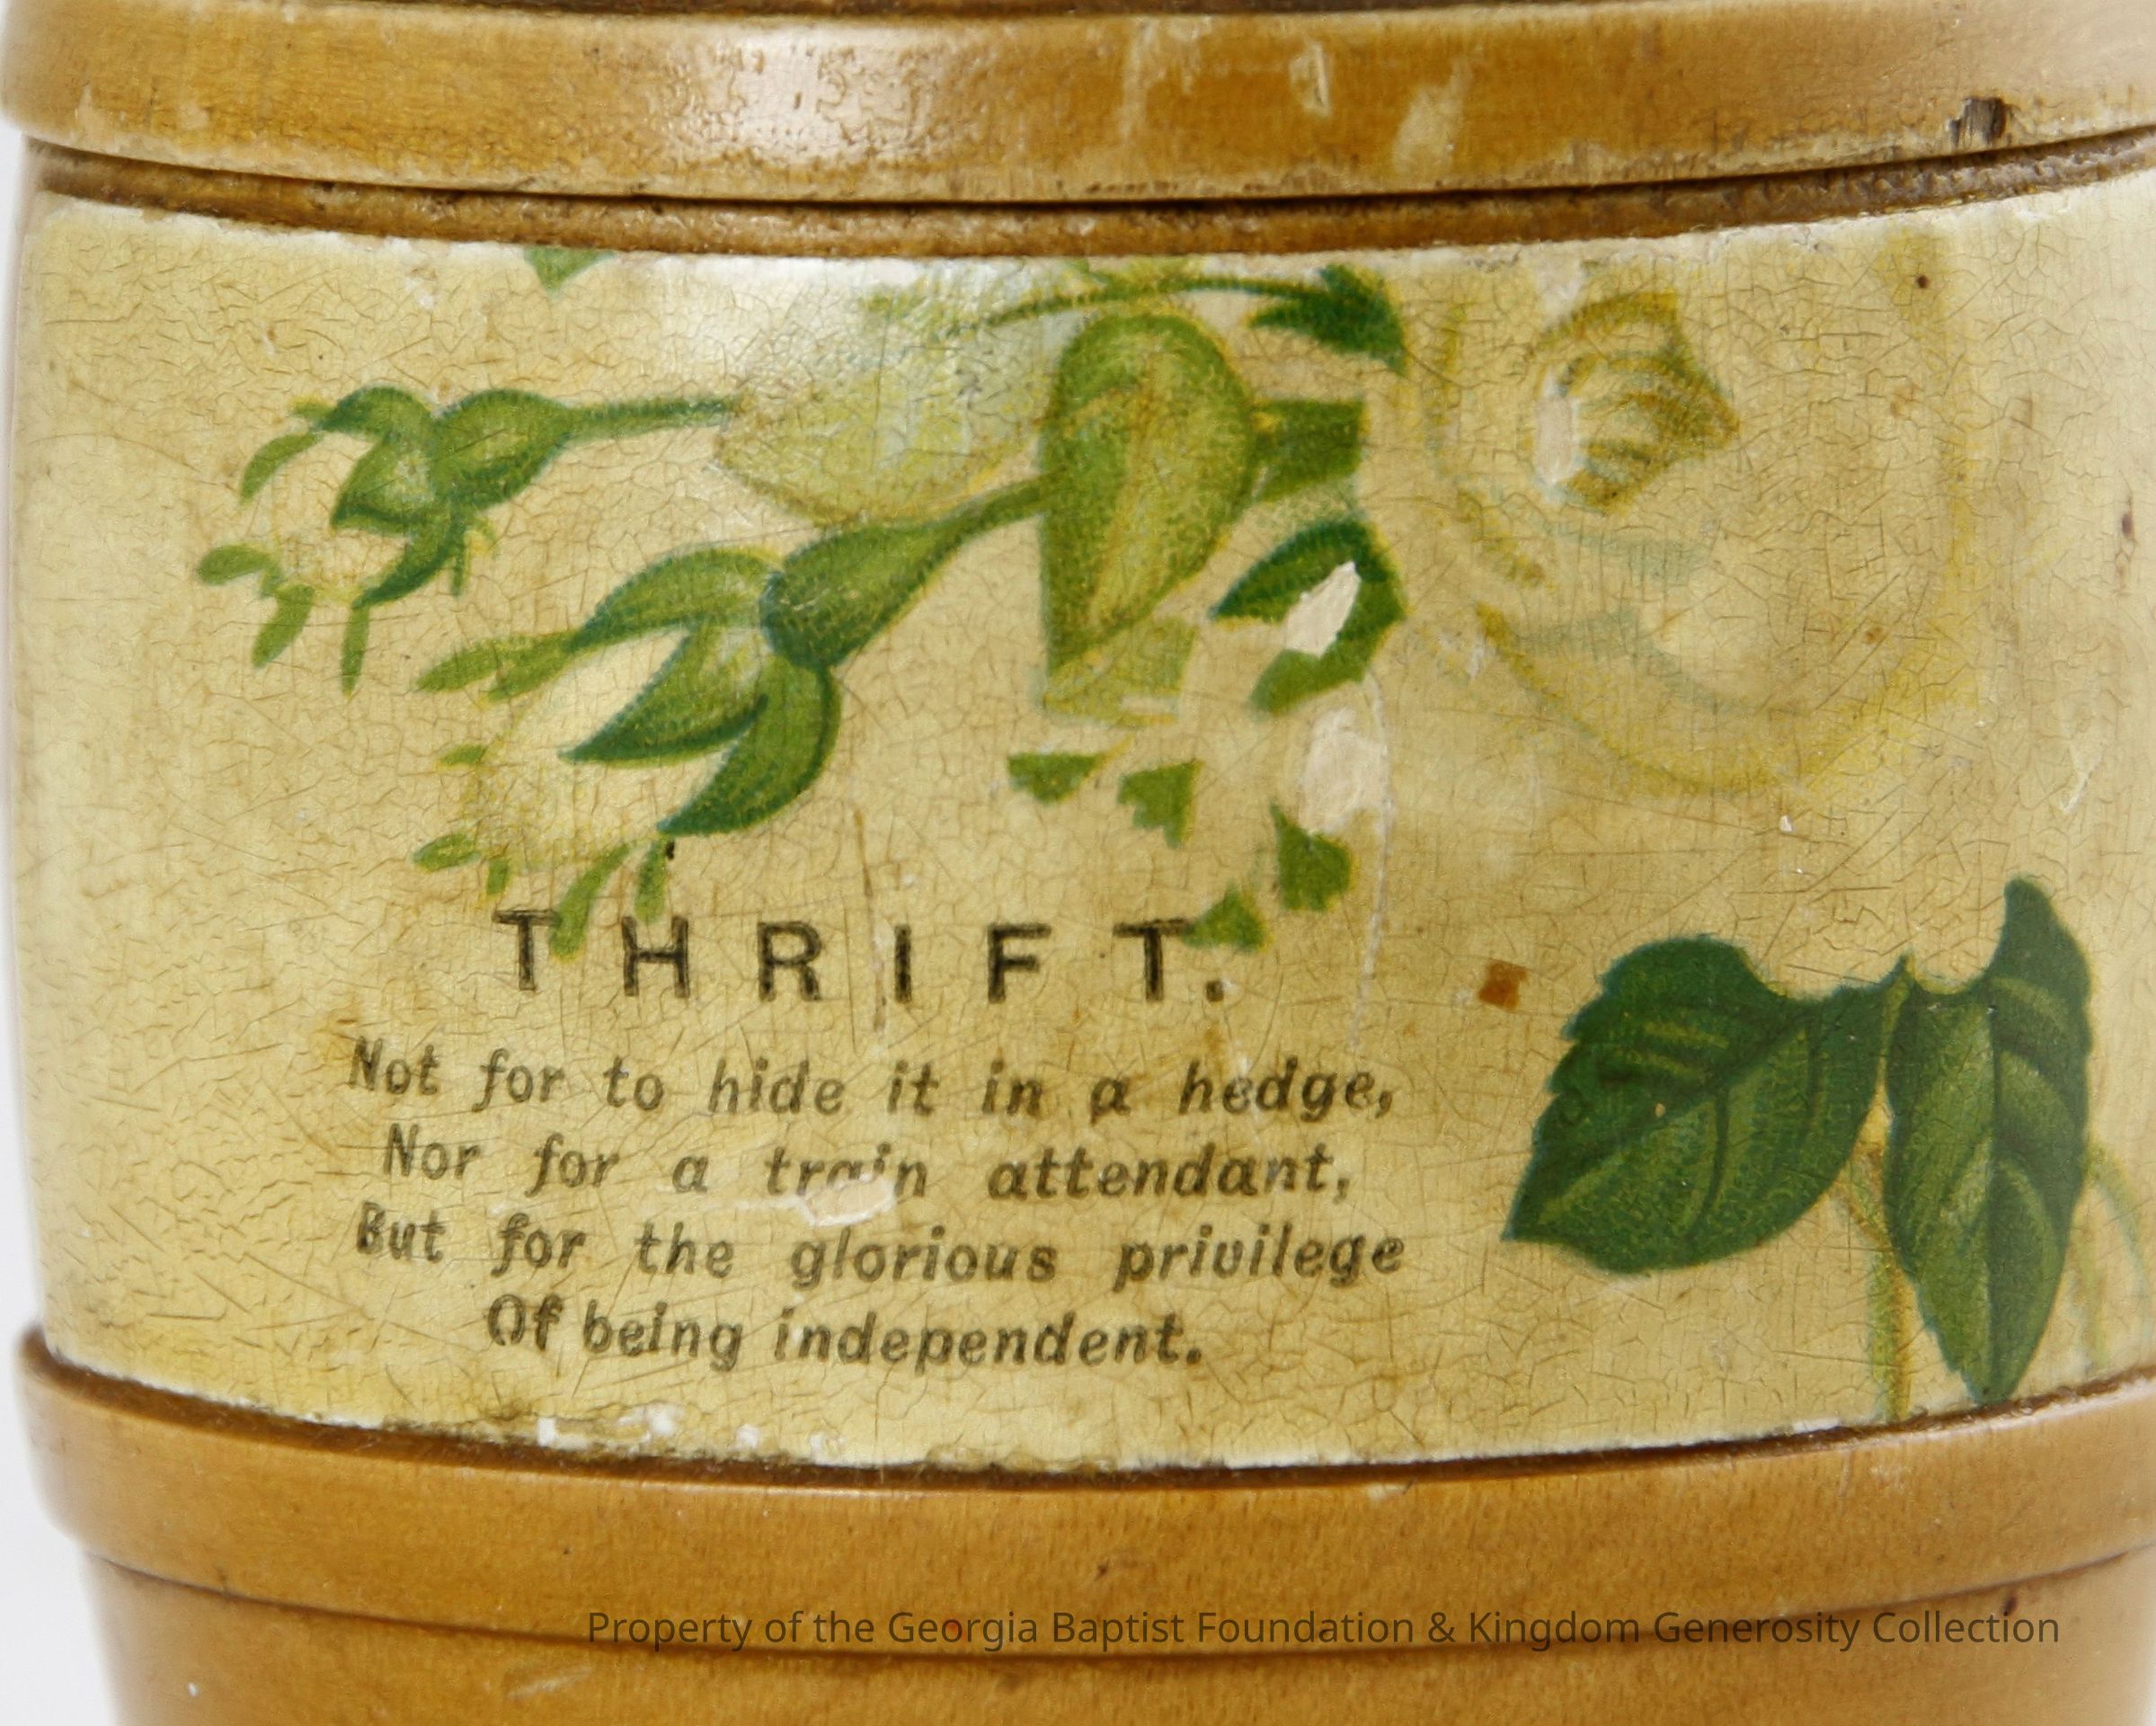 THRIFT.
Not for to hide it in a hedge,
Nor for a train attendant,
But for the glorious privilege
Of being independent.
Property of the Georgia Baptist Foundation & Kingdom Generosity Collection